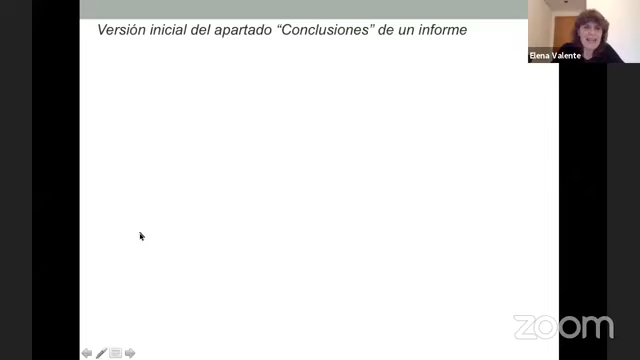 Versión inicial del apartado “Conclusiones” de un informe
Elena Valente
zoom